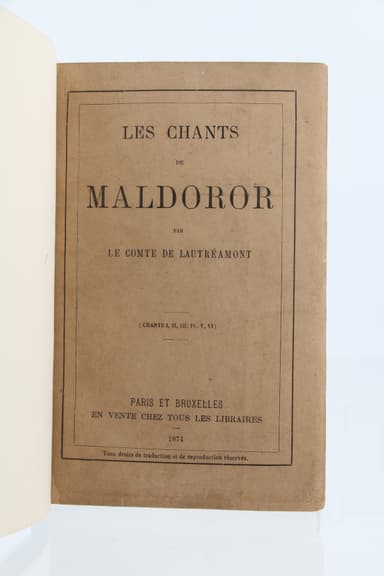 LES CHANTS
DE
MALDOROR
PAR
LE COMTE DE LAUTRÉAMONT
(CHANTS I, II, III, IV, V, VI)
PARIS ET BRUXELLES
EN VENTE CHEZ TOUS LES LIBRAIRES
1874
Tous droits de traduction et de reproduction réservés.